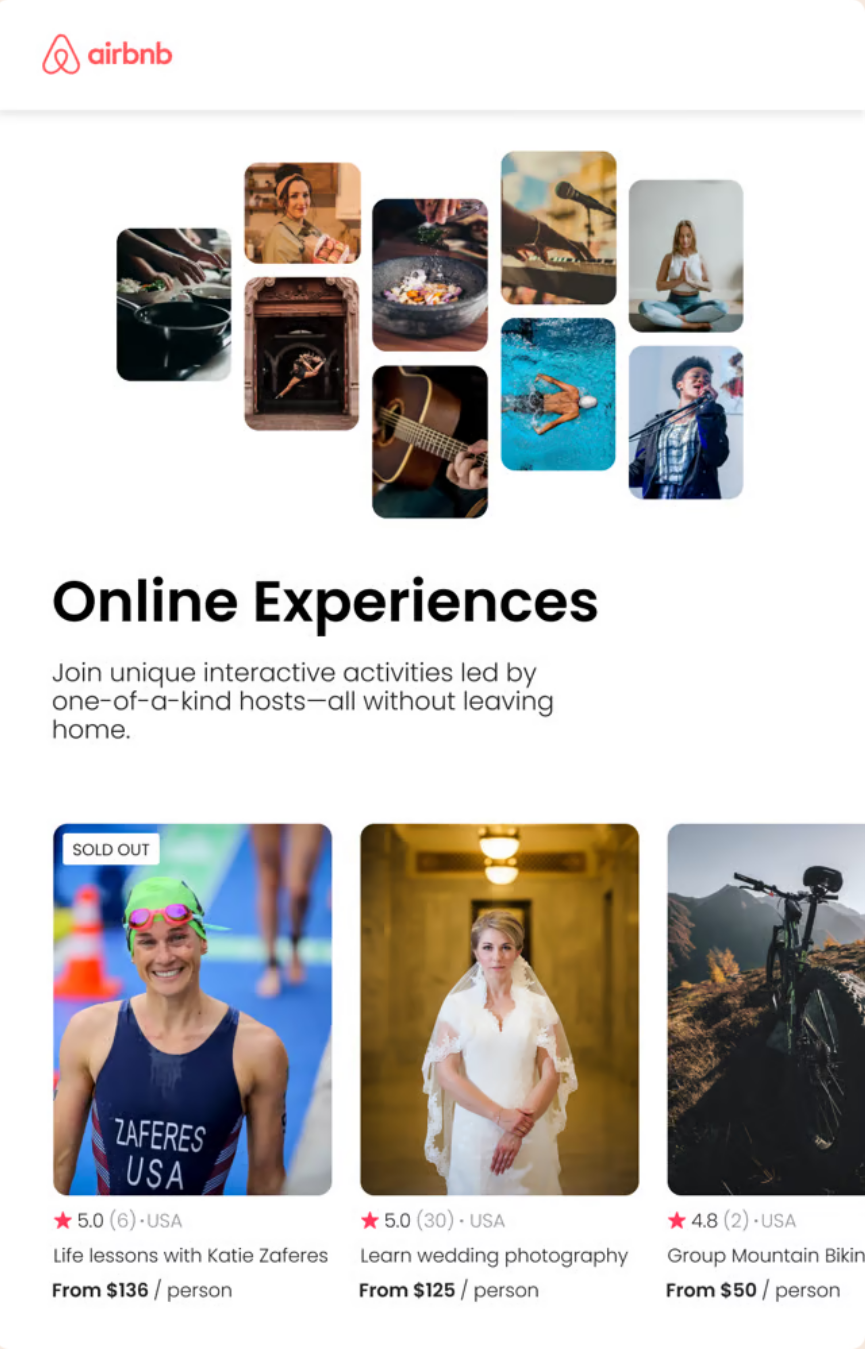 airbnb
Online Experiences
Join unique interactive activities led by
one-of-a-kind hosts—all without leaving
home.
SOLD OUT
ZAFERES
USA
5.0 (6) · USA
Life lessons with Katie Zaferes
From $136 / person
5.0 (30) · USA
Learn wedding photography
From $125 / person
4.8 (2) · USA
Group Mountain Bikin
From $50 / person